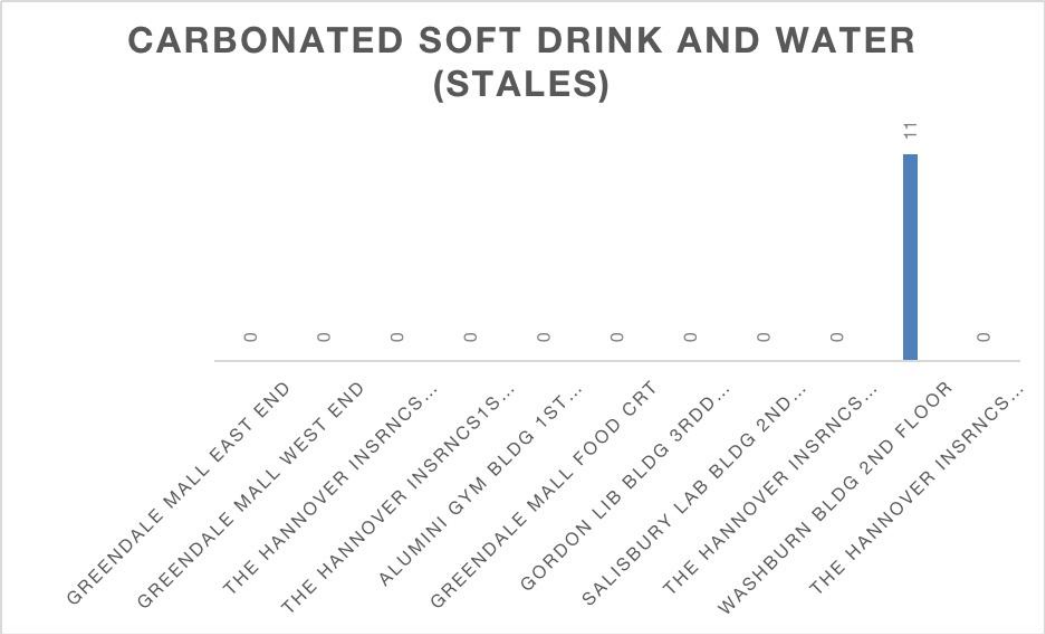 CARBONATED SOFT DRINK AND WATER
(STALES)
11
0
0
0
0
0
0
0
0
0
0
GREENDALE MALL EAST END
GREENDALE MALL WEST END
THE HANNOVER INSRNCS...
THE HANNOVER INSRNCS1S...
ALUMINI GYM BLDG 1ST...
GREENDALE MALL FOOD CRT
GORDON LIB BLDG 3RDD...
SALISBURY LAB BLDG 2ND...
THE HANNOVER INSRNCS...
WASHBURN BLDG 2ND FLOOR
THE HANNOVER INSRNCS...